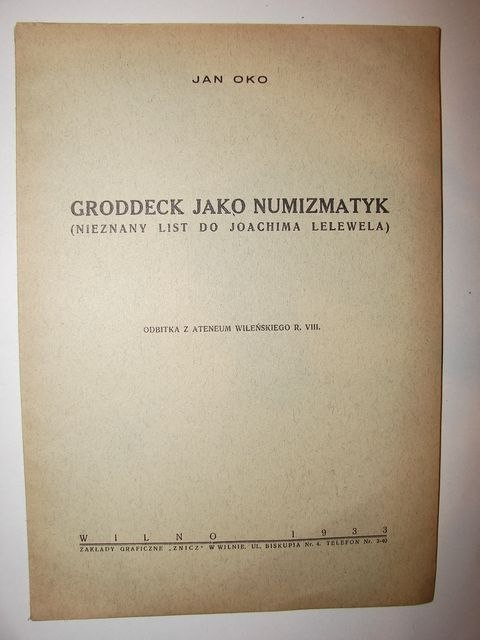 JAN OKO
GRODDECK JAKO NUMIZMATYK
(NIEZNANY LIST DO JOACHIMA LELEWELA)
ODBITKA Z ATENEUM WILEŃSKIEGO R. VIII.
WILNO 1933
ZAKŁADY GRAFICZNE „ZNICZ" W WILNIE, UL. BISKUPIA Nr. 4. TELEFON Nr. 3-40